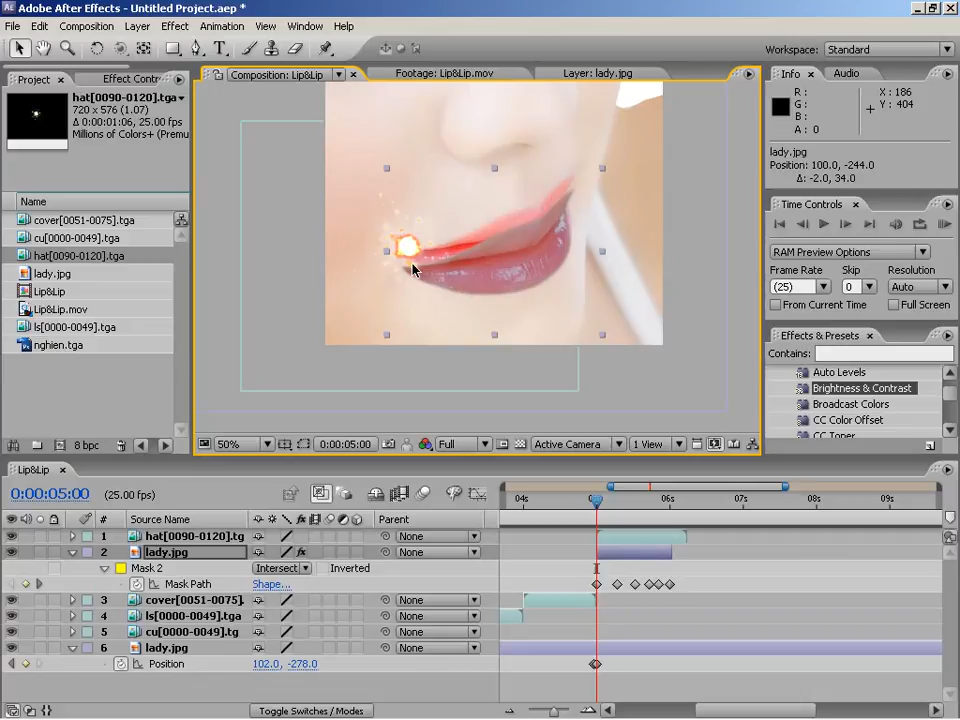 Adobe After Effects - Untitled Project.aep *
File Edit Composition Layer Effect Animation View Window Help
Workspace: Standard
Project Effect Contr
hat[0090-0120].tga
720 x 576 (1.07)
Δ 0:00:01:06, 25.00 fps
Millions of Colors+ (Premu
Name
cover[0051-0075].tga
cu[0000-0049].tga
hat[0090-0120].tga
lady.jpg
Lip&Lip
Lip&Lip.mov
ls[0000-0049].tga
nghien.tga
8 bpc
Composition: Lip&Lip Footage: Lip&Lip.mov Layer: lady.jpg
50% 0:00:05:00 Full Active Camera 1 View
Info Audio
R : X : 186
G : Y : 404
B :
A : 0
lady.jpg
Position: 100.0, -244.0
Δ: -2.0, 34.0
Time Controls
RAM Preview Options
Frame Rate Skip Resolution
(25) 0 Auto
From Current Time Full Screen
Effects & Presets
Contains:
Auto Levels
Brightness & Contrast
Broadcast Colors
CC Color Offset
CC Toner
Lip&Lip
0:00:05:00 (25.00 fps)
04s 06s 07s 08s 09s
# Source Name Parent
1 hat[0090-0120].tg None
2 lady.jpg None
Mask 2 Intersect Inverted
Mask Path Shape...
3 cover[0051-0075]. None
4 ls[0000-0049].tga None
5 cu[0000-0049].tg None
6 lady.jpg None
Position 102.0, -278.0
Toggle Switches / Modes